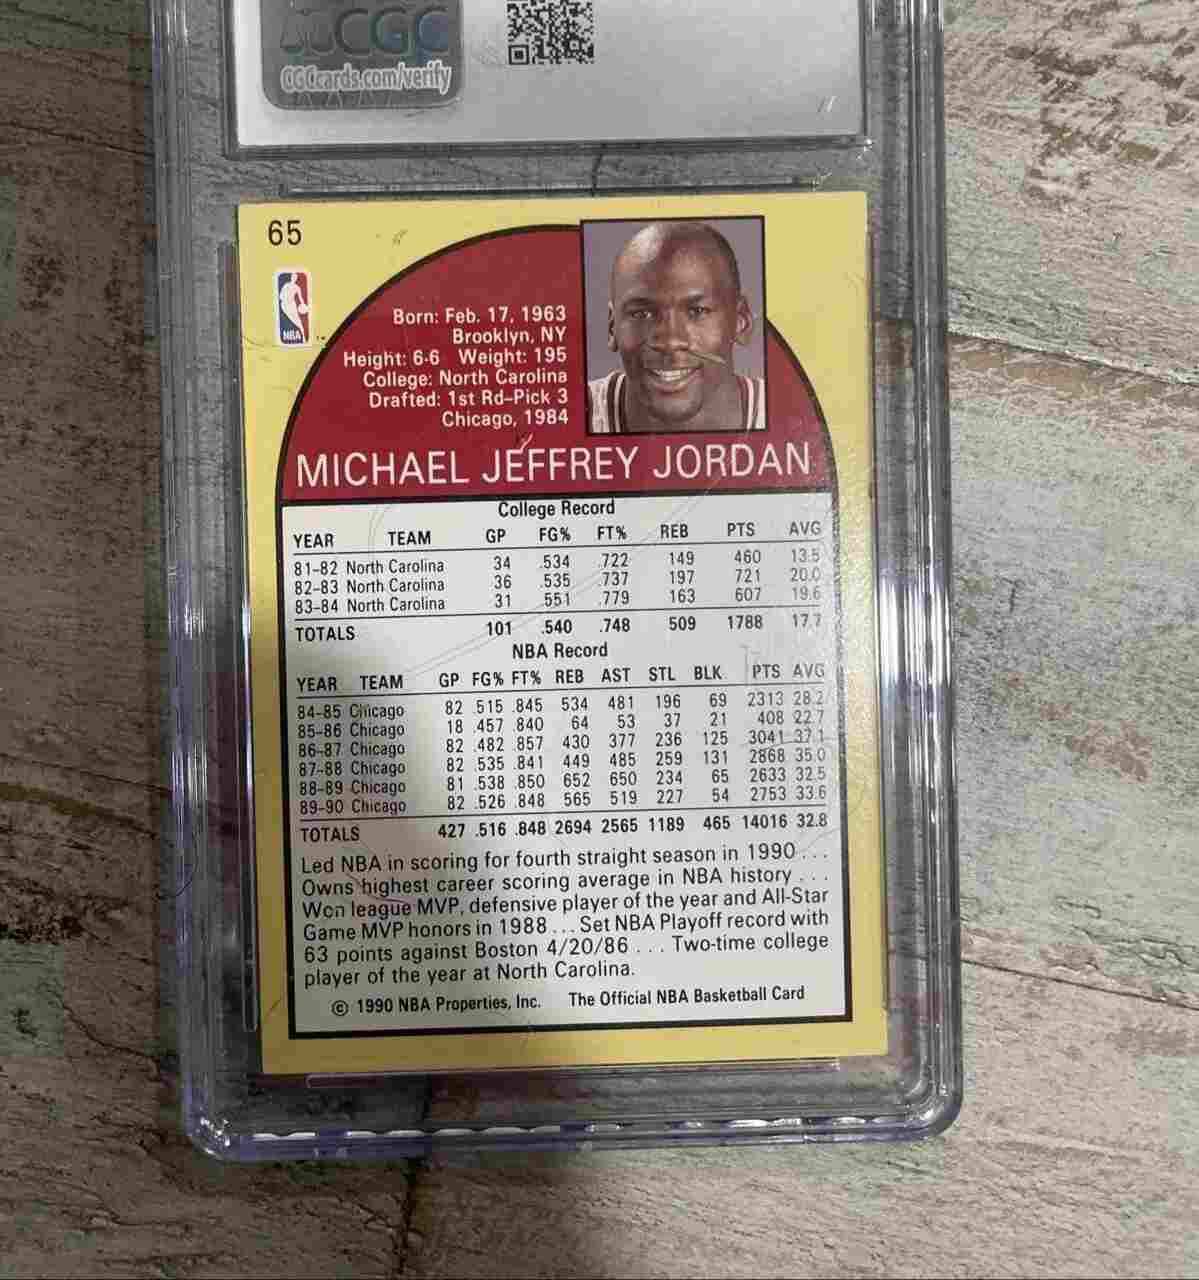 CGC
CGCcards.com/verify
65
NBA
Born: Feb. 17, 1963
Brooklyn, NY
Height: 6-6 Weight: 195
College: North Carolina
Drafted: 1st Rd–Pick 3
Chicago, 1984
MICHAEL JEFFREY JORDAN
College Record
YEAR TEAM GP FG% FT% REB PTS AVG
81–82 North Carolina 34 .534 .722 149 460 13.5
82–83 North Carolina 36 .535 .737 197 721 20.0
83–84 North Carolina 31 .551 .779 163 607 19.6
TOTALS 101 .540 .748 509 1788 17.7
NBA Record
YEAR TEAM GP FG% FT% REB AST STL BLK PTS AVG
84–85 Chicago 82 .515 .845 534 481 196 69 2313 28.2
85–86 Chicago 18 .457 .840 64 53 37 21 408 22.7
86–87 Chicago 82 .482 .857 430 377 236 125 3041 37.1
87–88 Chicago 82 .535 .841 449 485 259 131 2868 35.0
88–89 Chicago 81 .538 .850 652 650 234 65 2633 32.5
89–90 Chicago 82 .526 .848 565 519 227 54 2753 33.6
TOTALS 427 .516 .848 2694 2565 1189 465 14016 32.8
Led NBA in scoring for fourth straight season in 1990 . . .
Owns highest career scoring average in NBA history . . .
Won league MVP, defensive player of the year and All-Star
Game MVP honors in 1988 . . . Set NBA Playoff record with
63 points against Boston 4/20/86 . . . Two-time college
player of the year at North Carolina.
© 1990 NBA Properties, Inc. The Official NBA Basketball Card